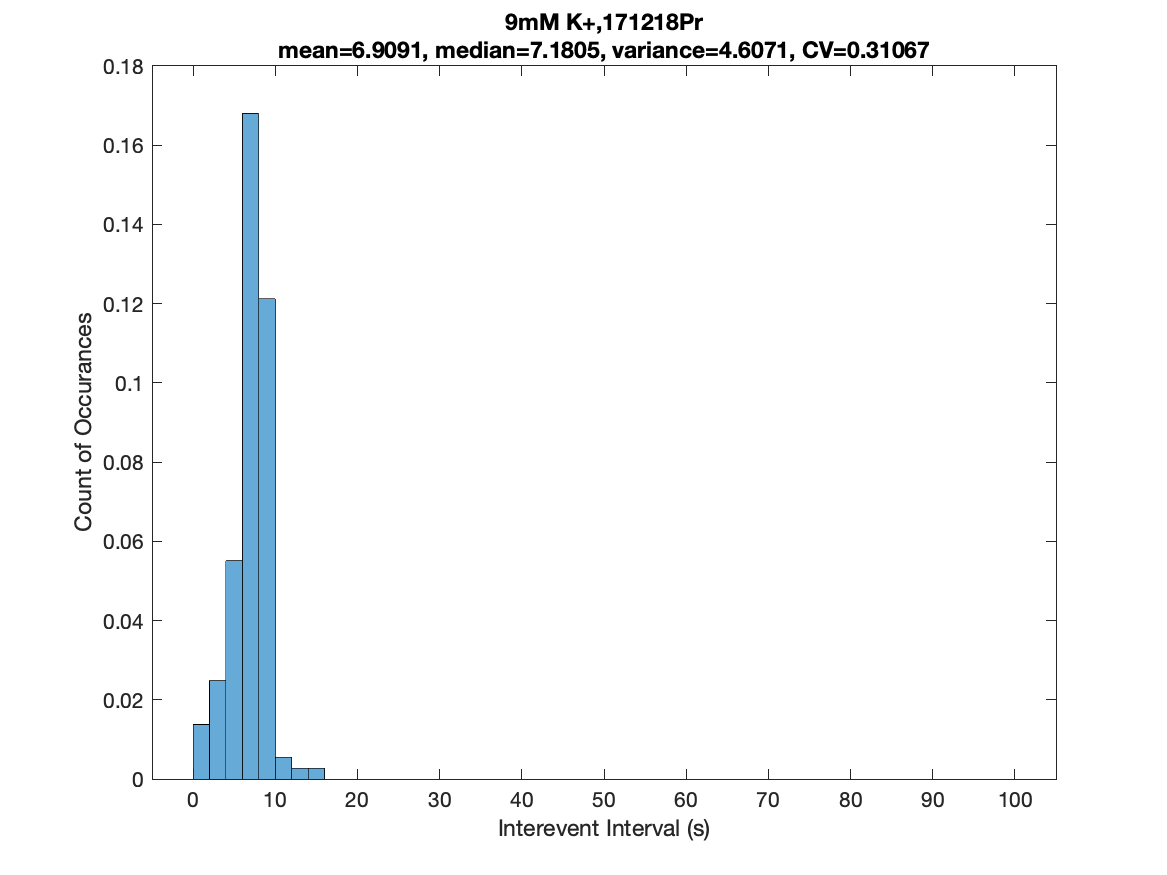 9mM K+,171218Pr
mean=6.9091, median=7.1805, variance=4.6071, CV=0.31067
0.18
0.16
0.14
0.12
0.1
0.08
0.06
0.04
0.02
0
Count of Occurances
0 10 20 30 40 50 60 70 80 90 100
Interevent Interval (s)